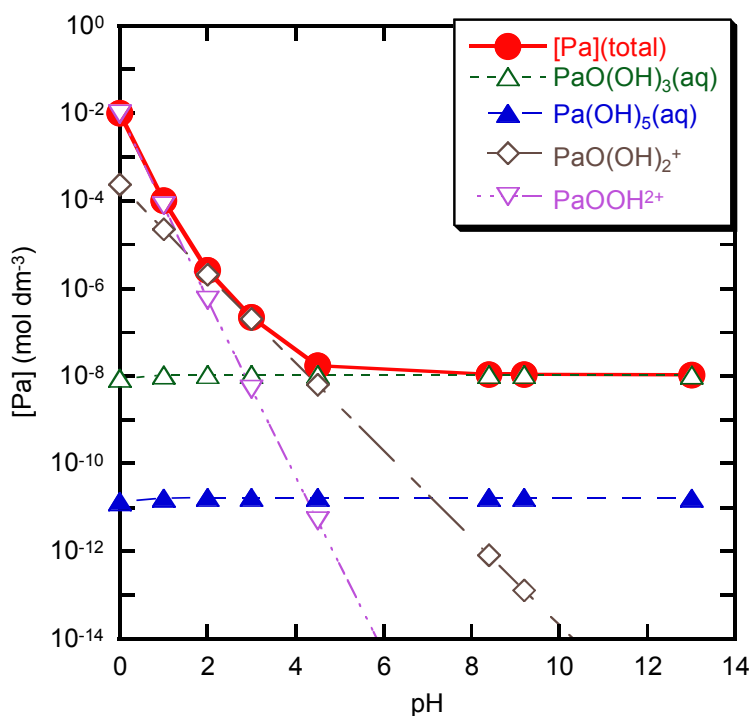 10⁰
10⁻²
10⁻⁴
10⁻⁶
10⁻⁸
10⁻¹⁰
10⁻¹²
10⁻¹⁴
[Pa] (mol dm⁻³)
[Pa](total)
PaO(OH)₃(aq)
Pa(OH)₅(aq)
PaO(OH)₂⁺
PaOOH²⁺
0 2 4 6 8 10 12 14
pH